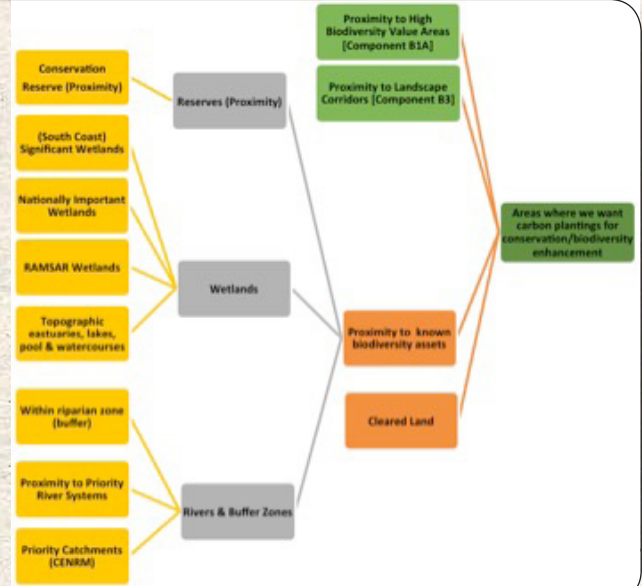 Proximity to High
Biodiversity Value Areas
[Component B1A]
Proximity to Landscape
Corridors [Component B3]
Conservation
Reserve (Proximity)
Reserves (Proximity)
(South Coast)
Significant Wetlands
Nationally Important
Wetlands
RAMSAR Wetlands
Topographic
eastuaries, lakes,
pool & watercourses
Wetlands
Areas where we want
carbon plantings for
conservation/biodiversity
enhancement
Proximity to known
biodiversity assets
Cleared Land
Within riparian zone
(buffer)
Proximity to Priority
River Systems
Priority Catchments
(CENRM)
Rivers & Buffer Zones